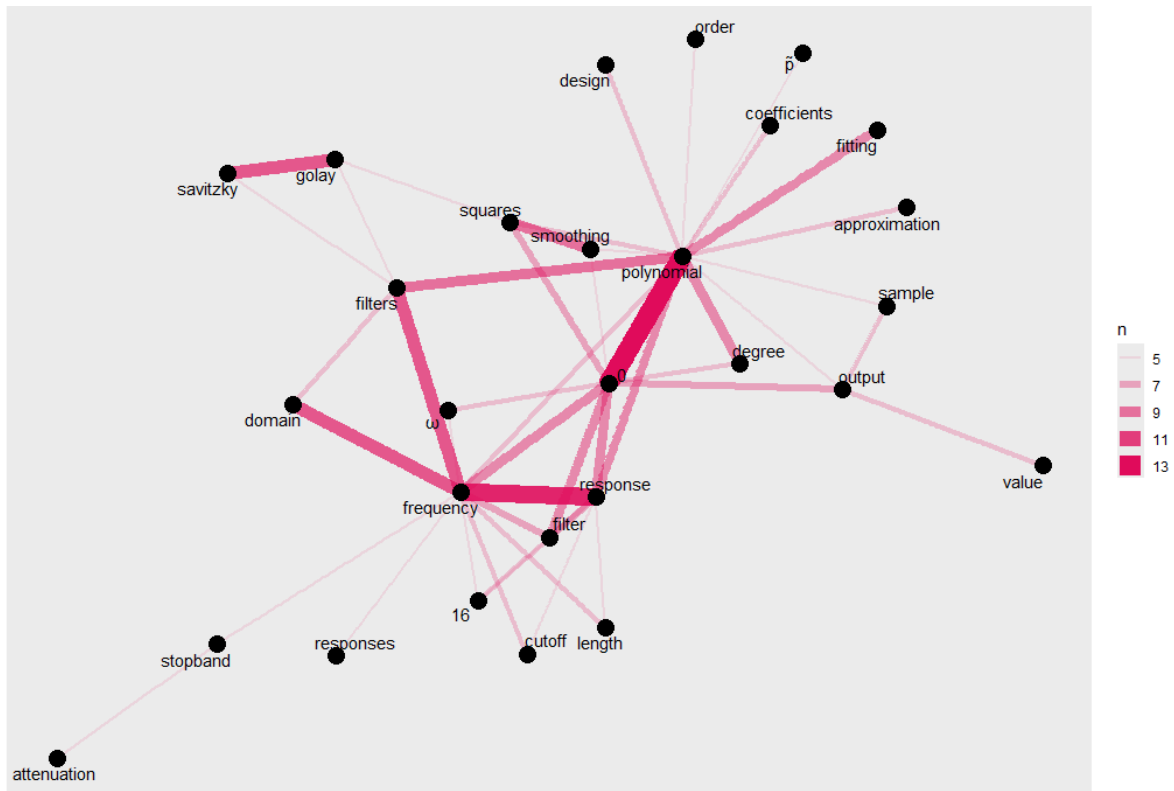 order
p̃
design
coefficients
fitting
golay
savitzky
squares
approximation
smoothing
polynomial
filters
sample
n
degree
5
0
output
7
domain
ω
9
11
13
response
value
frequency
filter
16
cutoff
length
responses
stopband
attenuation